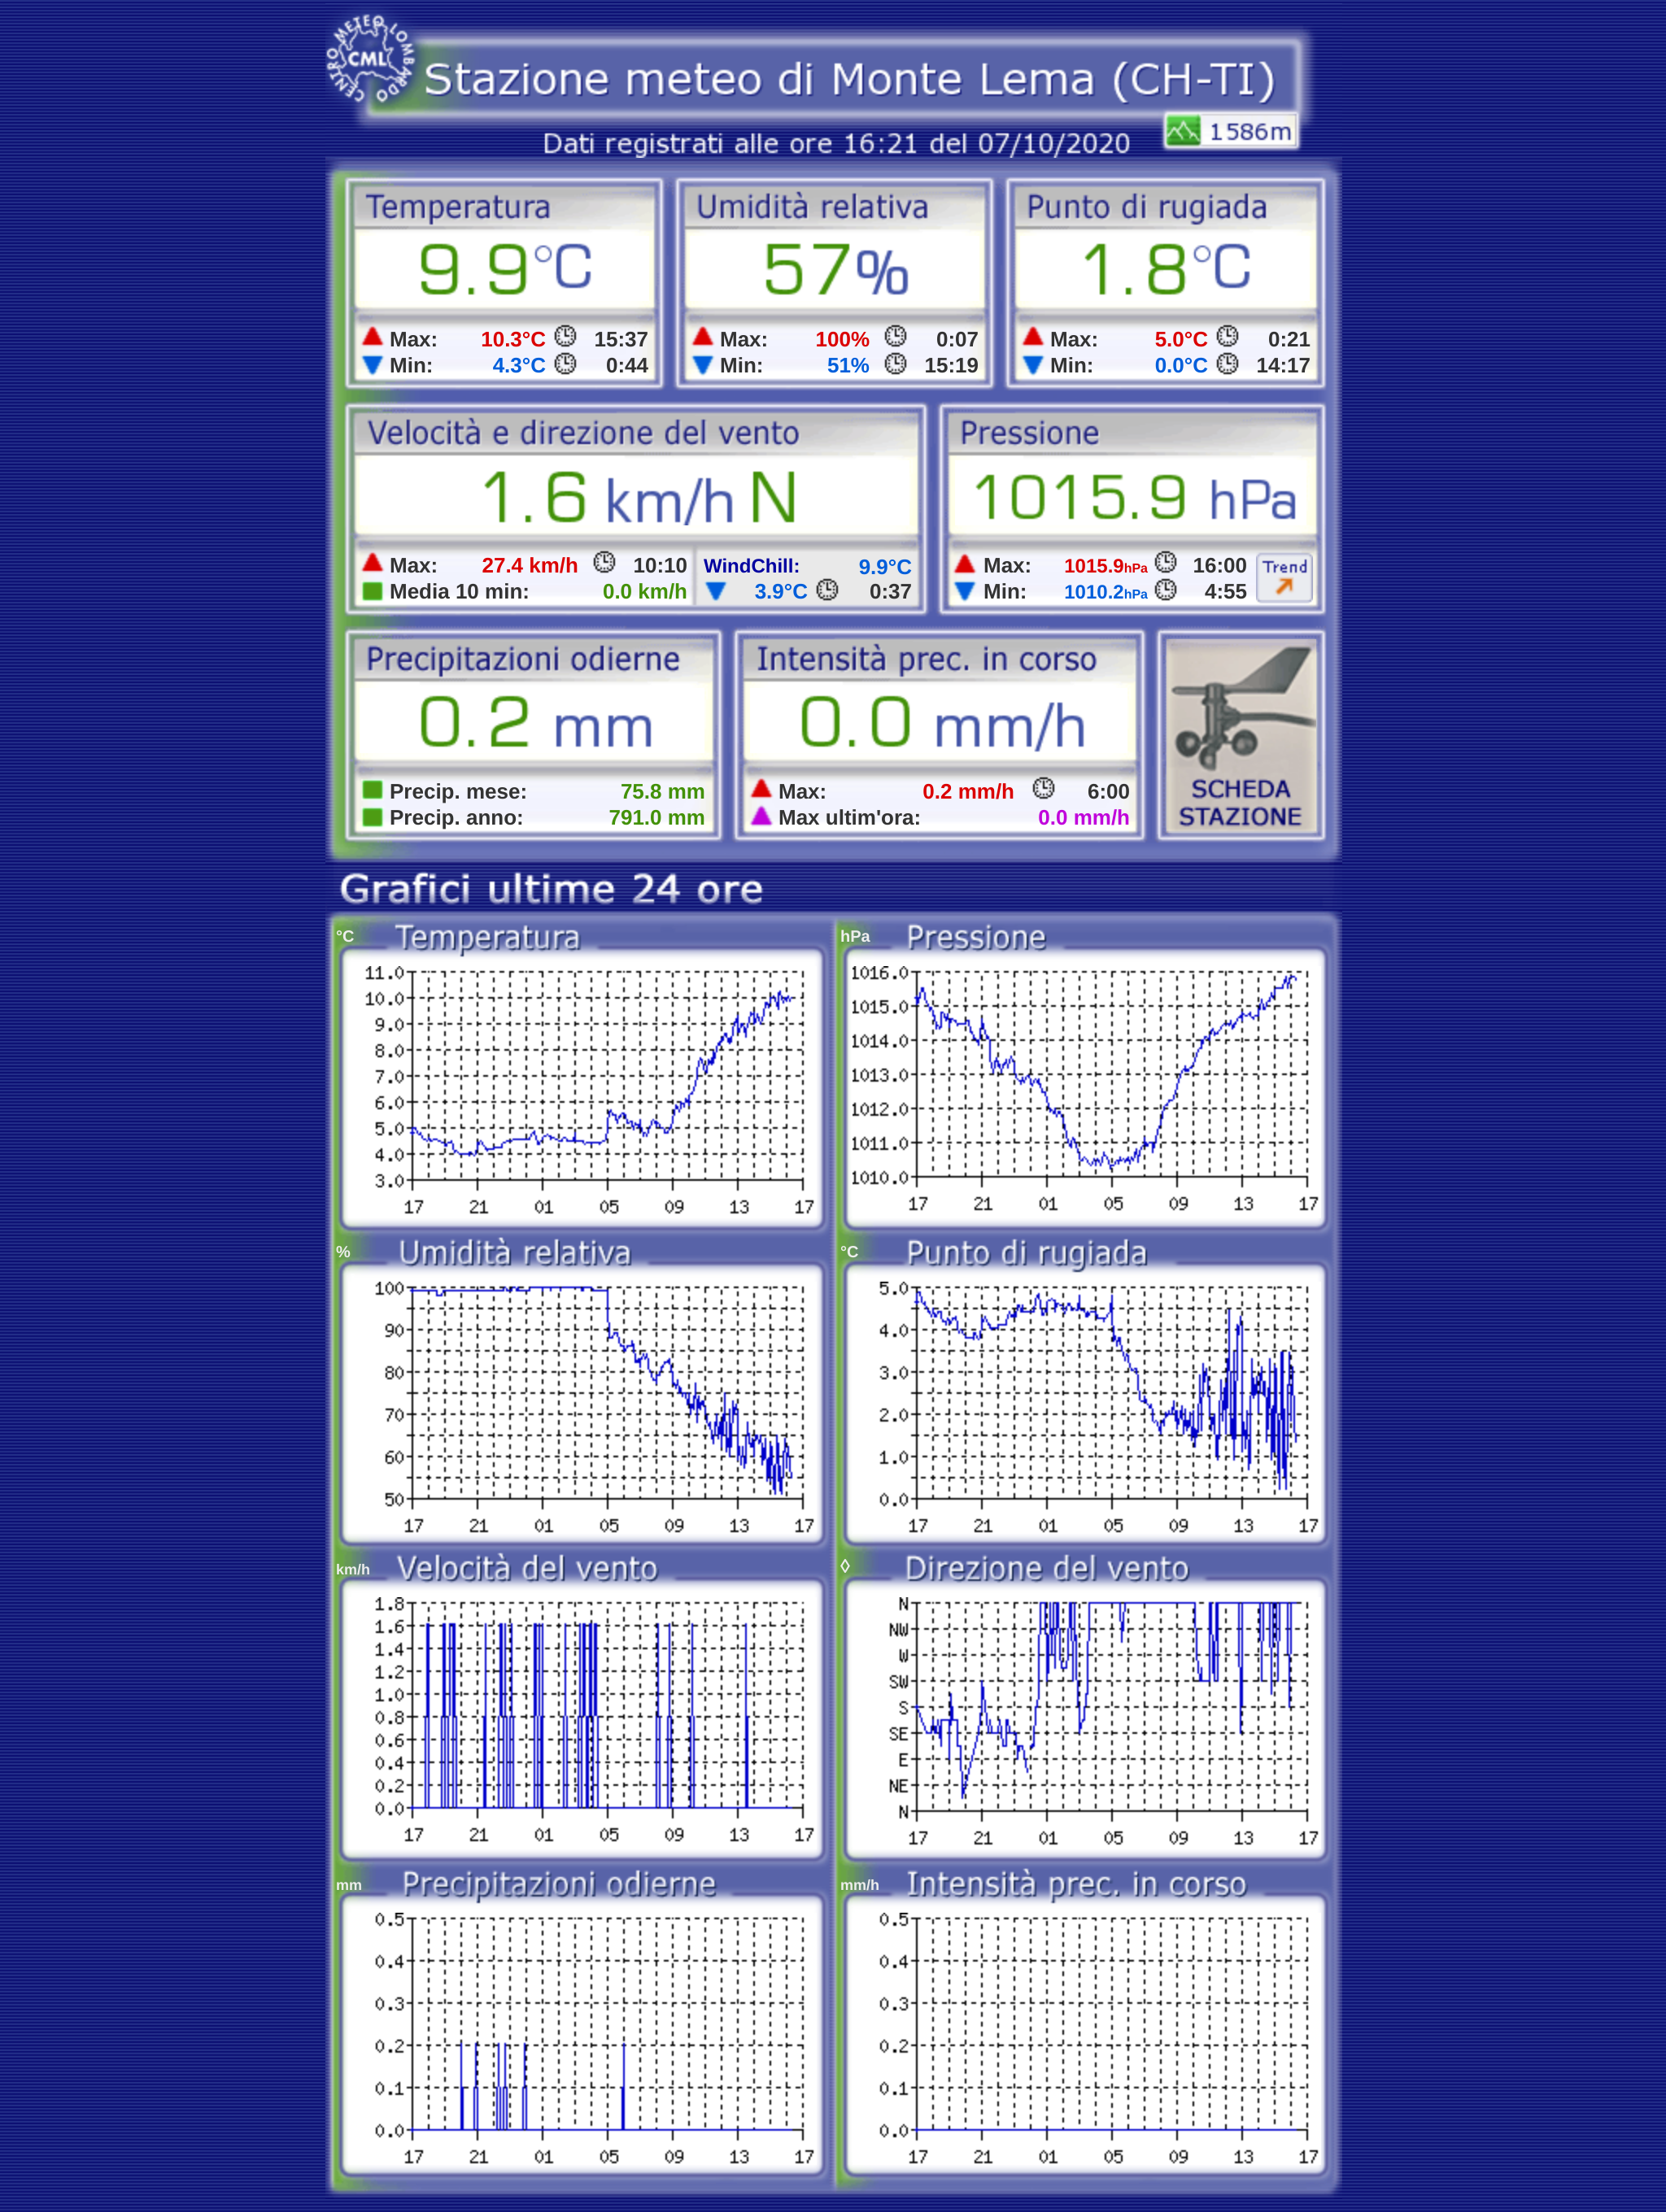 CENTRO METEO LOMBARDO
CML
Stazione meteo di Monte Lema (CH-TI)
Dati registrati alle ore 16:21 del 07/10/2020
1586m
Temperatura
9.9°C
Max: 10.3°C 15:37
Min: 4.3°C 0:44
Umidità relativa
57%
Max: 100% 0:07
Min: 51% 15:19
Punto di rugiada
1.8°C
Max: 5.0°C 0:21
Min: 0.0°C 14:17
Velocità e direzione del vento
1.6 km/h N
Max: 27.4 km/h 10:10
Media 10 min: 0.0 km/h
WindChill: 9.9°C
3.9°C 0:37
Pressione
1015.9 hPa
Max: 1015.9hPa 16:00
Min: 1010.2hPa 4:55
Trend
Precipitazioni odierne
0.2 mm
Precip. mese: 75.8 mm
Precip. anno: 791.0 mm
Intensità prec. in corso
0.0 mm/h
Max: 0.2 mm/h 6:00
Max ultim'ora: 0.0 mm/h
SCHEDA
STAZIONE
Grafici ultime 24 ore
°C Temperatura
11.0
10.0
9.0
8.0
7.0
6.0
5.0
4.0
3.0
17 21 01 05 09 13 17
hPa Pressione
1016.0
1015.0
1014.0
1013.0
1012.0
1011.0
1010.0
17 21 01 05 09 13 17
% Umidità relativa
100
90
80
70
60
50
17 21 01 05 09 13 17
°C Punto di rugiada
5.0
4.0
3.0
2.0
1.0
0.0
17 21 01 05 09 13 17
km/h Velocità del vento
1.8
1.6
1.4
1.2
1.0
0.8
0.6
0.4
0.2
0.0
17 21 01 05 09 13 17
◊ Direzione del vento
N
NW
W
SW
S
SE
E
NE
N
17 21 01 05 09 13 17
mm Precipitazioni odierne
0.5
0.4
0.3
0.2
0.1
0.0
17 21 01 05 09 13 17
mm/h Intensità prec. in corso
0.5
0.4
0.3
0.2
0.1
0.0
17 21 01 05 09 13 17